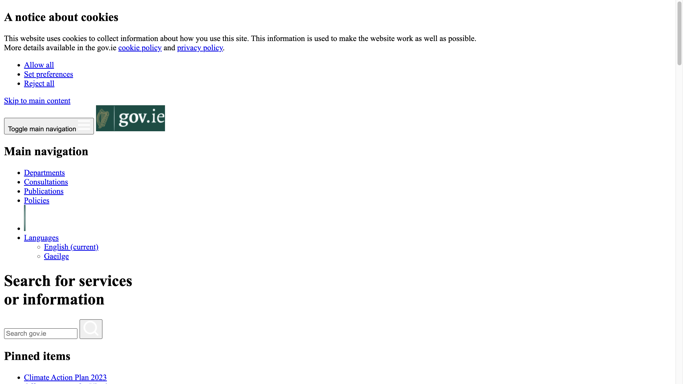 A notice about cookies
This website uses cookies to collect information about how you use this site. This information is used to make the website work as well as possible.
More details available in the gov.ie cookie policy and privacy policy.
Allow all
Set preferences
Reject all
Skip to main content
Toggle main navigation
gov.ie
Main navigation
Departments
Consultations
Publications
Policies
Languages
English (current)
Gaeilge
Search for services
or information
Search gov.ie
Pinned items
Climate Action Plan 2023